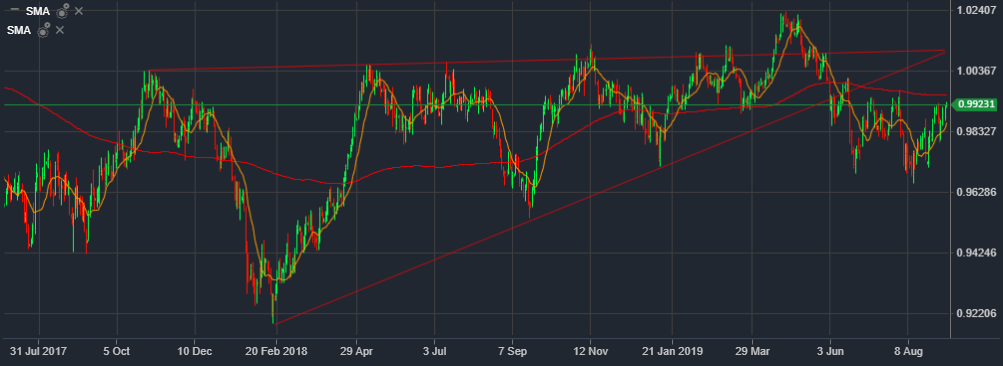 SMA
SMA
1.02407
1.00367
0.99231
0.98327
0.96286
0.94246
0.92206
31 Jul 2017 5 Oct 10 Dec 20 Feb 2018 29 Apr 3 Jul 7 Sep 12 Nov 21 Jan 2019 29 Mar 3 Jun 8 Aug